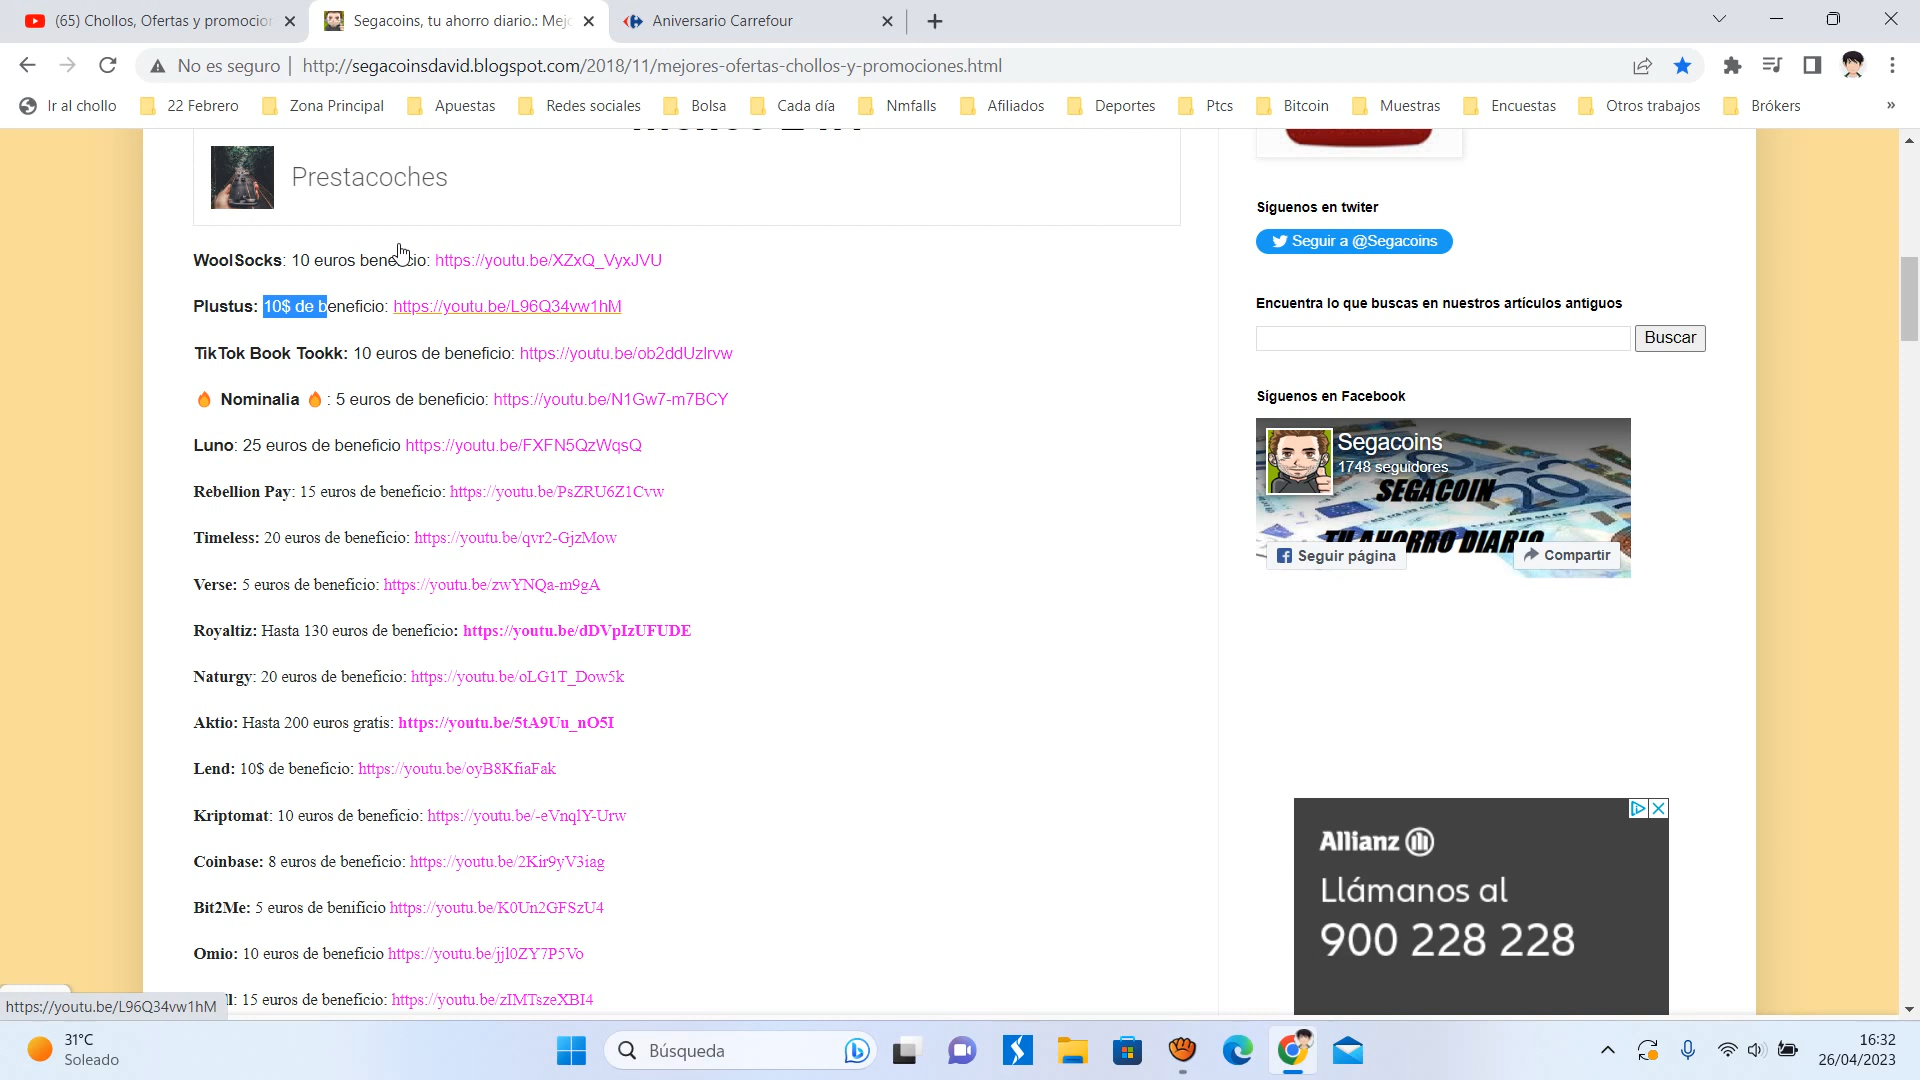 (65) Chollos, Ofertas y promocion
Segacoins, tu ahorro diario.: Mejo
Aniversario Carrefour
No es seguro
http://segacoinsdavid.blogspot.com/2018/11/mejores-ofertas-chollos-y-promociones.html
Ir al chollo
22 Febrero
Zona Principal
Apuestas
Redes sociales
Bolsa
Cada día
Nmfalls
Afiliados
Deportes
Ptcs
Bitcoin
Muestras
Encuestas
Otros trabajos
Brókers
»
Prestacoches
WoolSocks: 10 euros beneficio: https://youtu.be/XZxQ_VyxJVU
Plustus: 10$ de beneficio: https://youtu.be/L96Q34vw1hM
TikTok Book Tookk: 10 euros de beneficio: https://youtu.be/ob2ddUzIrvw
🔥 Nominalia 🔥 : 5 euros de beneficio: https://youtu.be/N1Gw7-m7BCY
Luno: 25 euros de beneficio https://youtu.be/FXFN5QzWqsQ
Rebellion Pay: 15 euros de beneficio: https://youtu.be/PsZRU6Z1Cvw
Timeless: 20 euros de beneficio: https://youtu.be/qvr2-GjzMow
Verse: 5 euros de beneficio: https://youtu.be/zwYNQa-m9gA
Royaltiz: Hasta 130 euros de beneficio: https://youtu.be/dDVpIzUFUDE
Naturgy: 20 euros de beneficio: https://youtu.be/oLG1T_Dow5k
Aktio: Hasta 200 euros gratis: https://youtu.be/5tA9Uu_nO5I
Lend: 10$ de beneficio: https://youtu.be/oyB8KfiaFak
Kriptomat: 10 euros de beneficio: https://youtu.be/-eVnqlY-Urw
Coinbase: 8 euros de beneficio: https://youtu.be/2Kir9yV3iag
Bit2Me: 5 euros de benificio https://youtu.be/K0Un2GFSzU4
Omio: 10 euros de beneficio https://youtu.be/jjl0ZY7P5Vo
ll: 15 euros de beneficio: https://youtu.be/zIMTszeXBI4
https://youtu.be/L96Q34vw1hM
Síguenos en twiter
Seguir a @Segacoins
Encuentra lo que buscas en nuestros artículos antiguos
Buscar
Síguenos en Facebook
Segacoins
1748 seguidores
SEGACOIN
TU AHORRO DIARIO
Seguir página
Compartir
Allianz
Llámanos al
900 228 228
31°C
Soleado
Búsqueda
16:32
26/04/2023